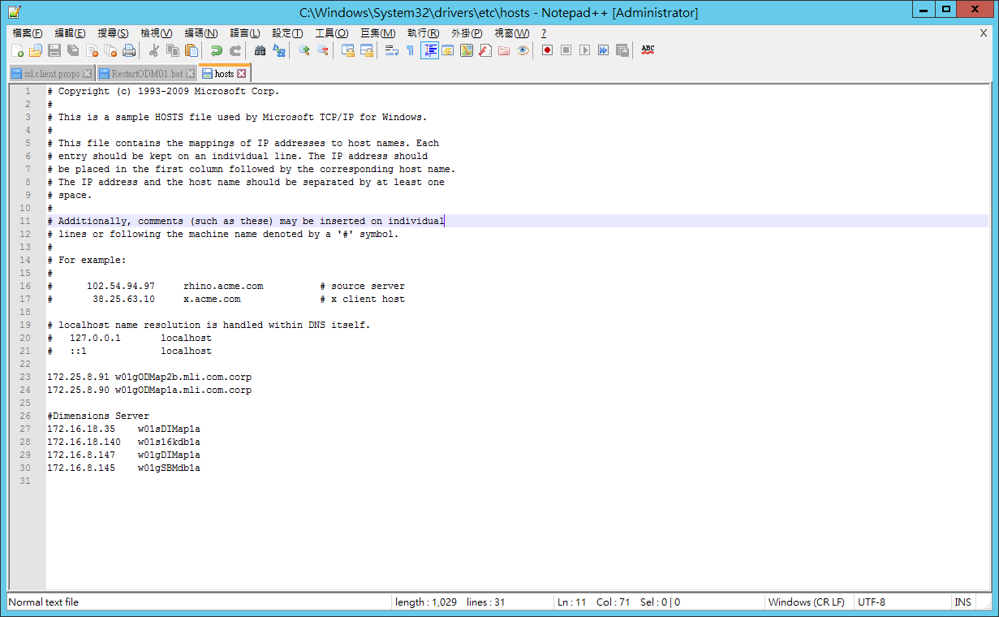 C:\Windows\System32\drivers\etc\hosts - Notepad++ [Administrator]
檔案(F) 編輯(E) 搜尋(S) 檢視(V) 編碼(N) 語言(L) 設定(T) 工具(O) 巨集(M) 執行(R) 外掛(P) 視窗(W) ? X
ABC
ssl.client.props RestartODM01.bat hosts
1 # Copyright (c) 1993-2009 Microsoft Corp.
2 #
3 # This is a sample HOSTS file used by Microsoft TCP/IP for Windows.
4 #
5 # This file contains the mappings of IP addresses to host names. Each
6 # entry should be kept on an individual line. The IP address should
7 # be placed in the first column followed by the corresponding host name.
8 # The IP address and the host name should be separated by at least one
9 # space.
10 #
11 # Additionally, comments (such as these) may be inserted on individual
12 # lines or following the machine name denoted by a '#' symbol.
13 #
14 # For example:
15 #
16 #      102.54.94.97     rhino.acme.com          # source server
17 #       38.25.63.10     x.acme.com              # x client host
18
19 # localhost name resolution is handled within DNS itself.
20 #   127.0.0.1       localhost
21 #   ::1             localhost
22
23 172.25.8.91 w01gODMap2b.mli.com.corp
24 172.25.8.90 w01gODMap1a.mli.com.corp
25
26 #Dimensions Server
27 172.16.18.35    w01sDIMap1a
28 172.16.18.140   w01s16kdb1a
29 172.16.8.147    w01gDIMap1a
30 172.16.8.145    w01gSBMdb1a
31
Normal text file length : 1,029 lines : 31 Ln : 11 Col : 71 Sel : 0 | 0 Windows (CR LF) UTF-8 INS